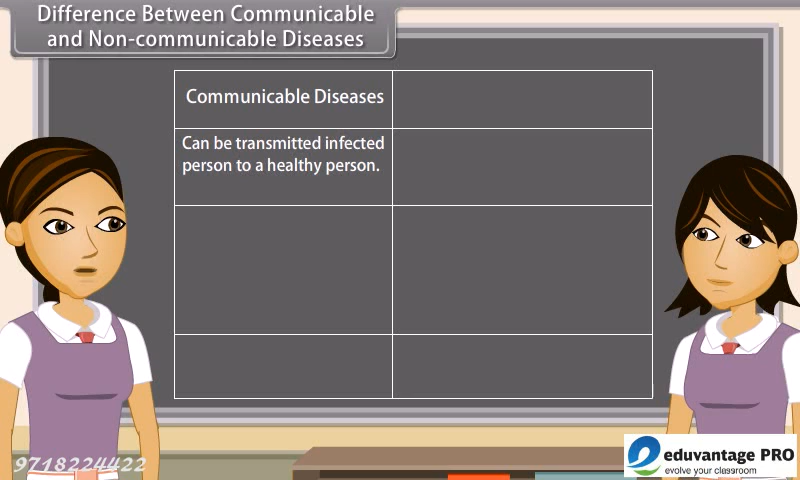 Difference Between Communicable
and Non-communicable Diseases
Communicable Diseases
Can be transmitted infected
person to a healthy person.
9718224422
eduvantage PRO
evolve your classroom